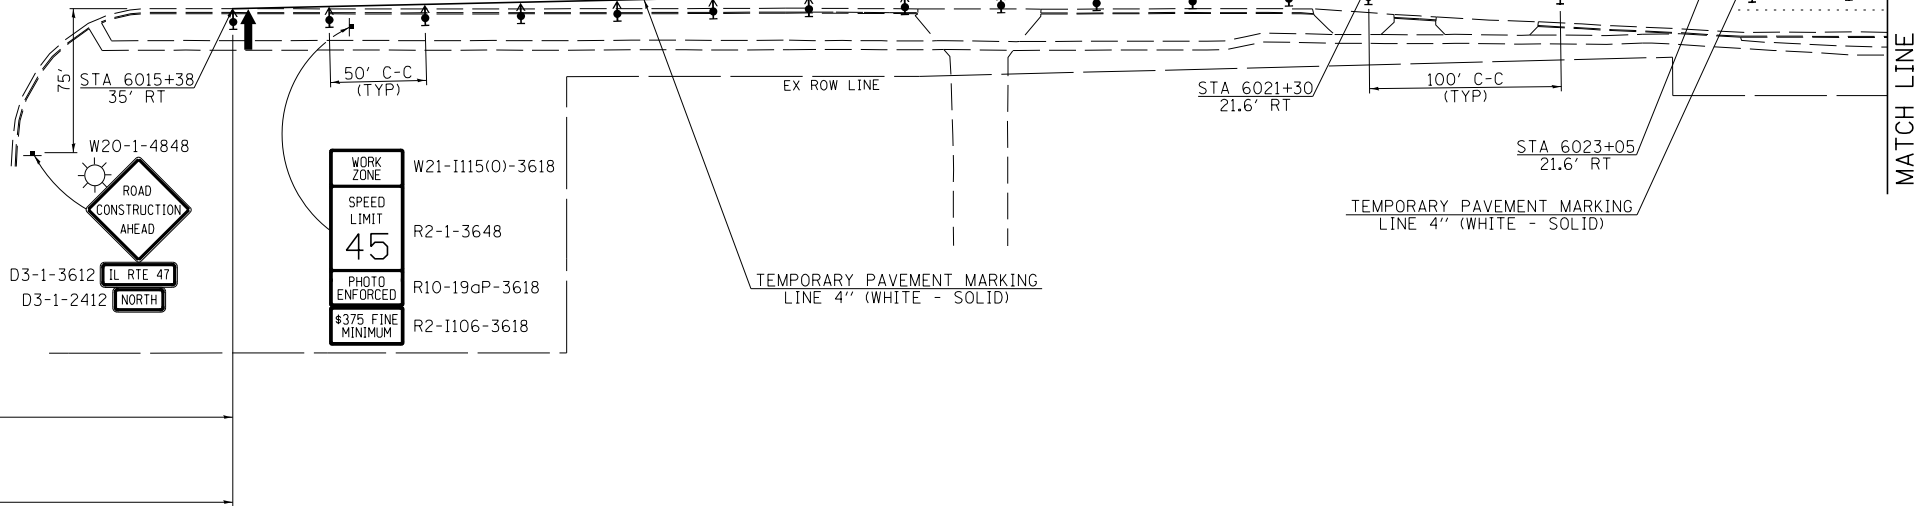 75'
STA 6015+38
35' RT
50' C-C
(TYP)
EX ROW LINE
STA 6021+30
21.6' RT
100' C-C
(TYP)
STA 6023+05
21.6' RT
MATCH LINE
W20-1-4848
ROAD
CONSTRUCTION
AHEAD
D3-1-3612
IL RTE 47
D3-1-2412
NORTH
WORK
ZONE
W21-I115(O)-3618
SPEED
LIMIT
45
R2-1-3648
PHOTO
ENFORCED
R10-19aP-3618
$375 FINE
MINIMUM
R2-I106-3618
TEMPORARY PAVEMENT MARKING
LINE 4'' (WHITE - SOLID)
TEMPORARY PAVEMENT MARKING
LINE 4'' (WHITE - SOLID)